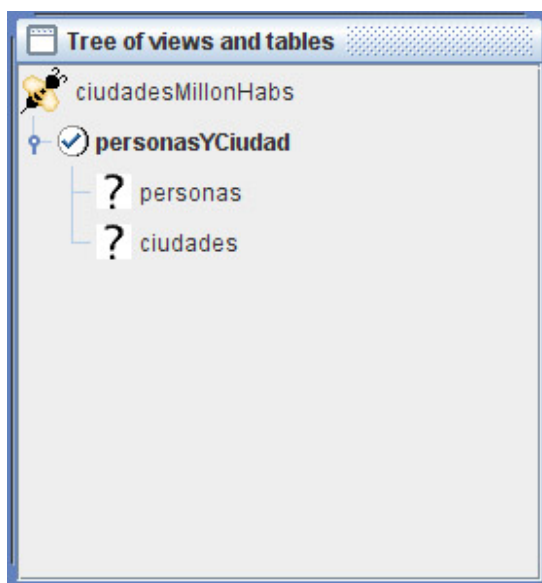 Tree of views and tables
ciudadesMillonHabs
personasYCiudad
? personas
? ciudades